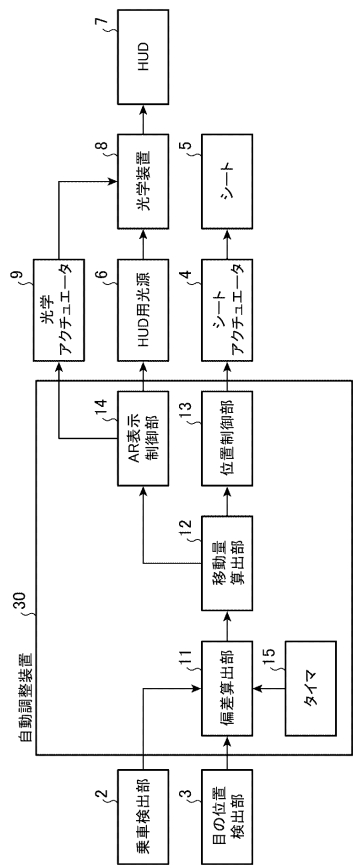 自動調整装置
30
2
乗車検出部
3
目の位置
検出部
11
偏差算出部
15
タイマ
12
移動量
算出部
14
AR表示
制御部
13
位置制御部
9
光学
アクチュエータ
6
HUD用光源
4
シート
アクチュエータ
8
光学装置
5
シート
7
HUD